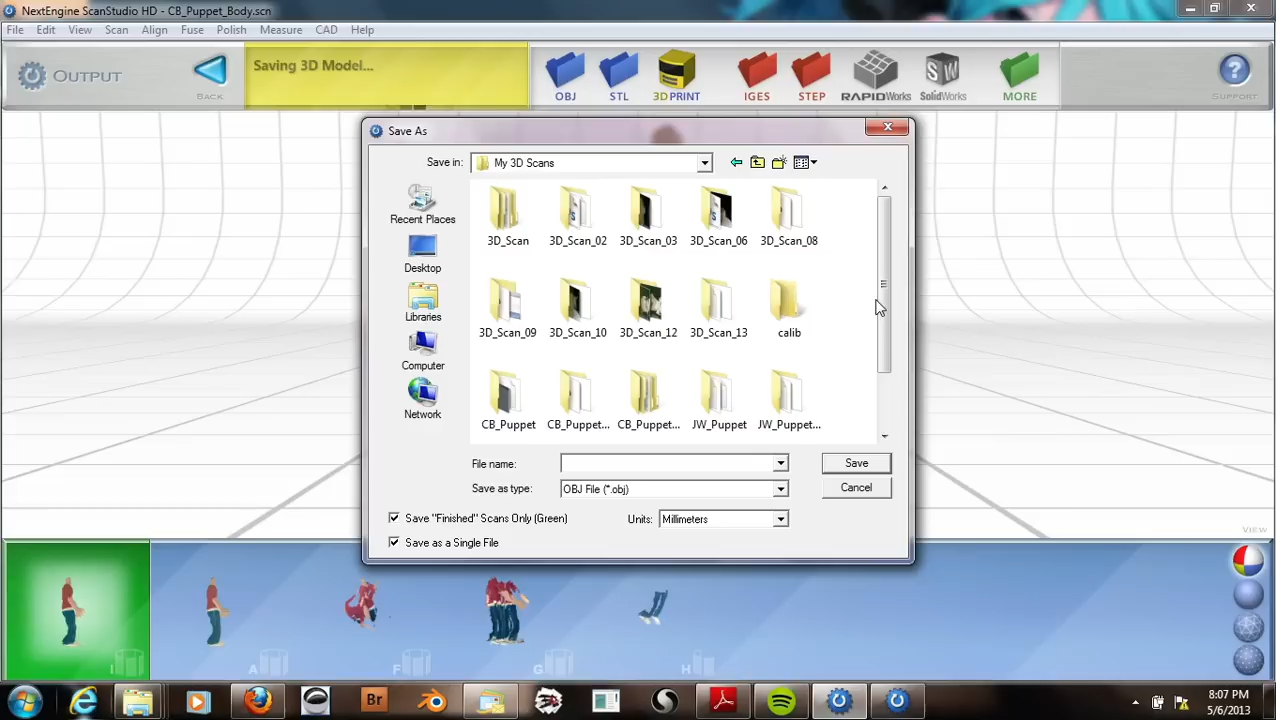 NextEngine ScanStudio HD - CB_Puppet_Body.scn
File Edit View Scan Align Fuse Polish Measure CAD Help
OUTPUT
BACK
Saving 3D Model...
OBJ STL 3DPRINT IGES STEP RAPIDWorks SolidWorks MORE
SUPPORT
Save As
Save in: My 3D Scans
Recent Places
Desktop
Libraries
Computer
Network
3D_Scan 3D_Scan_02 3D_Scan_03 3D_Scan_06 3D_Scan_08
3D_Scan_09 3D_Scan_10 3D_Scan_12 3D_Scan_13 calib
CB_Puppet CB_Puppet... CB_Puppet... JW_Puppet JW_Puppet...
File name:
Save
Save as type: OBJ File (*.obj)
Cancel
Save "Finished" Scans Only (Green)
Units: Millimeters
Save as a Single File
VIEW
I A F G H
Br
8:07 PM
5/6/2013